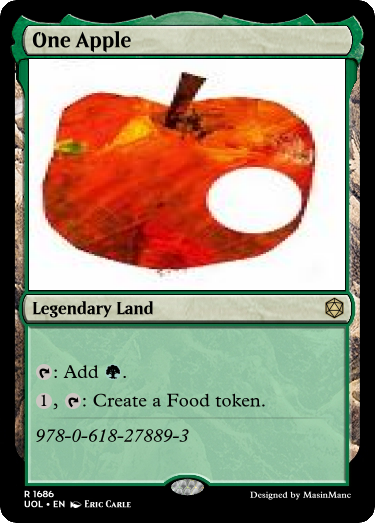 One Apple
Legendary Land
: Add .
1, : Create a Food token.
978-0-618-27889-3
R 1686
Designed by MasinManc
UOL • EN Eric Carle